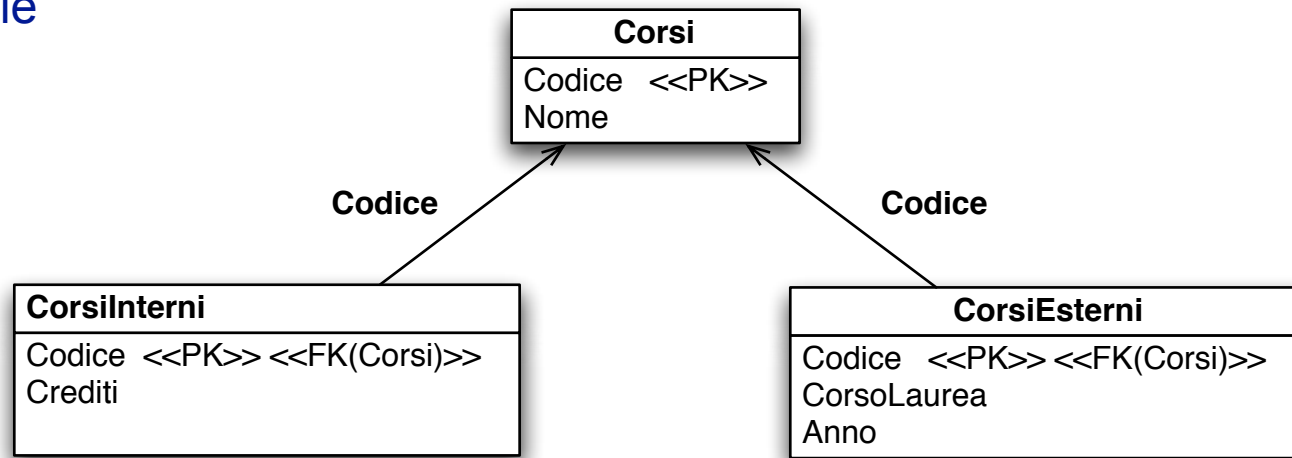 Corsi
Codice <<PK>>
Nome
Codice
Codice
CorsiInterni
Codice <<PK>> <<FK(Corsi)>>
Crediti
CorsiEsterni
Codice <<PK>> <<FK(Corsi)>>
CorsoLaurea
Anno